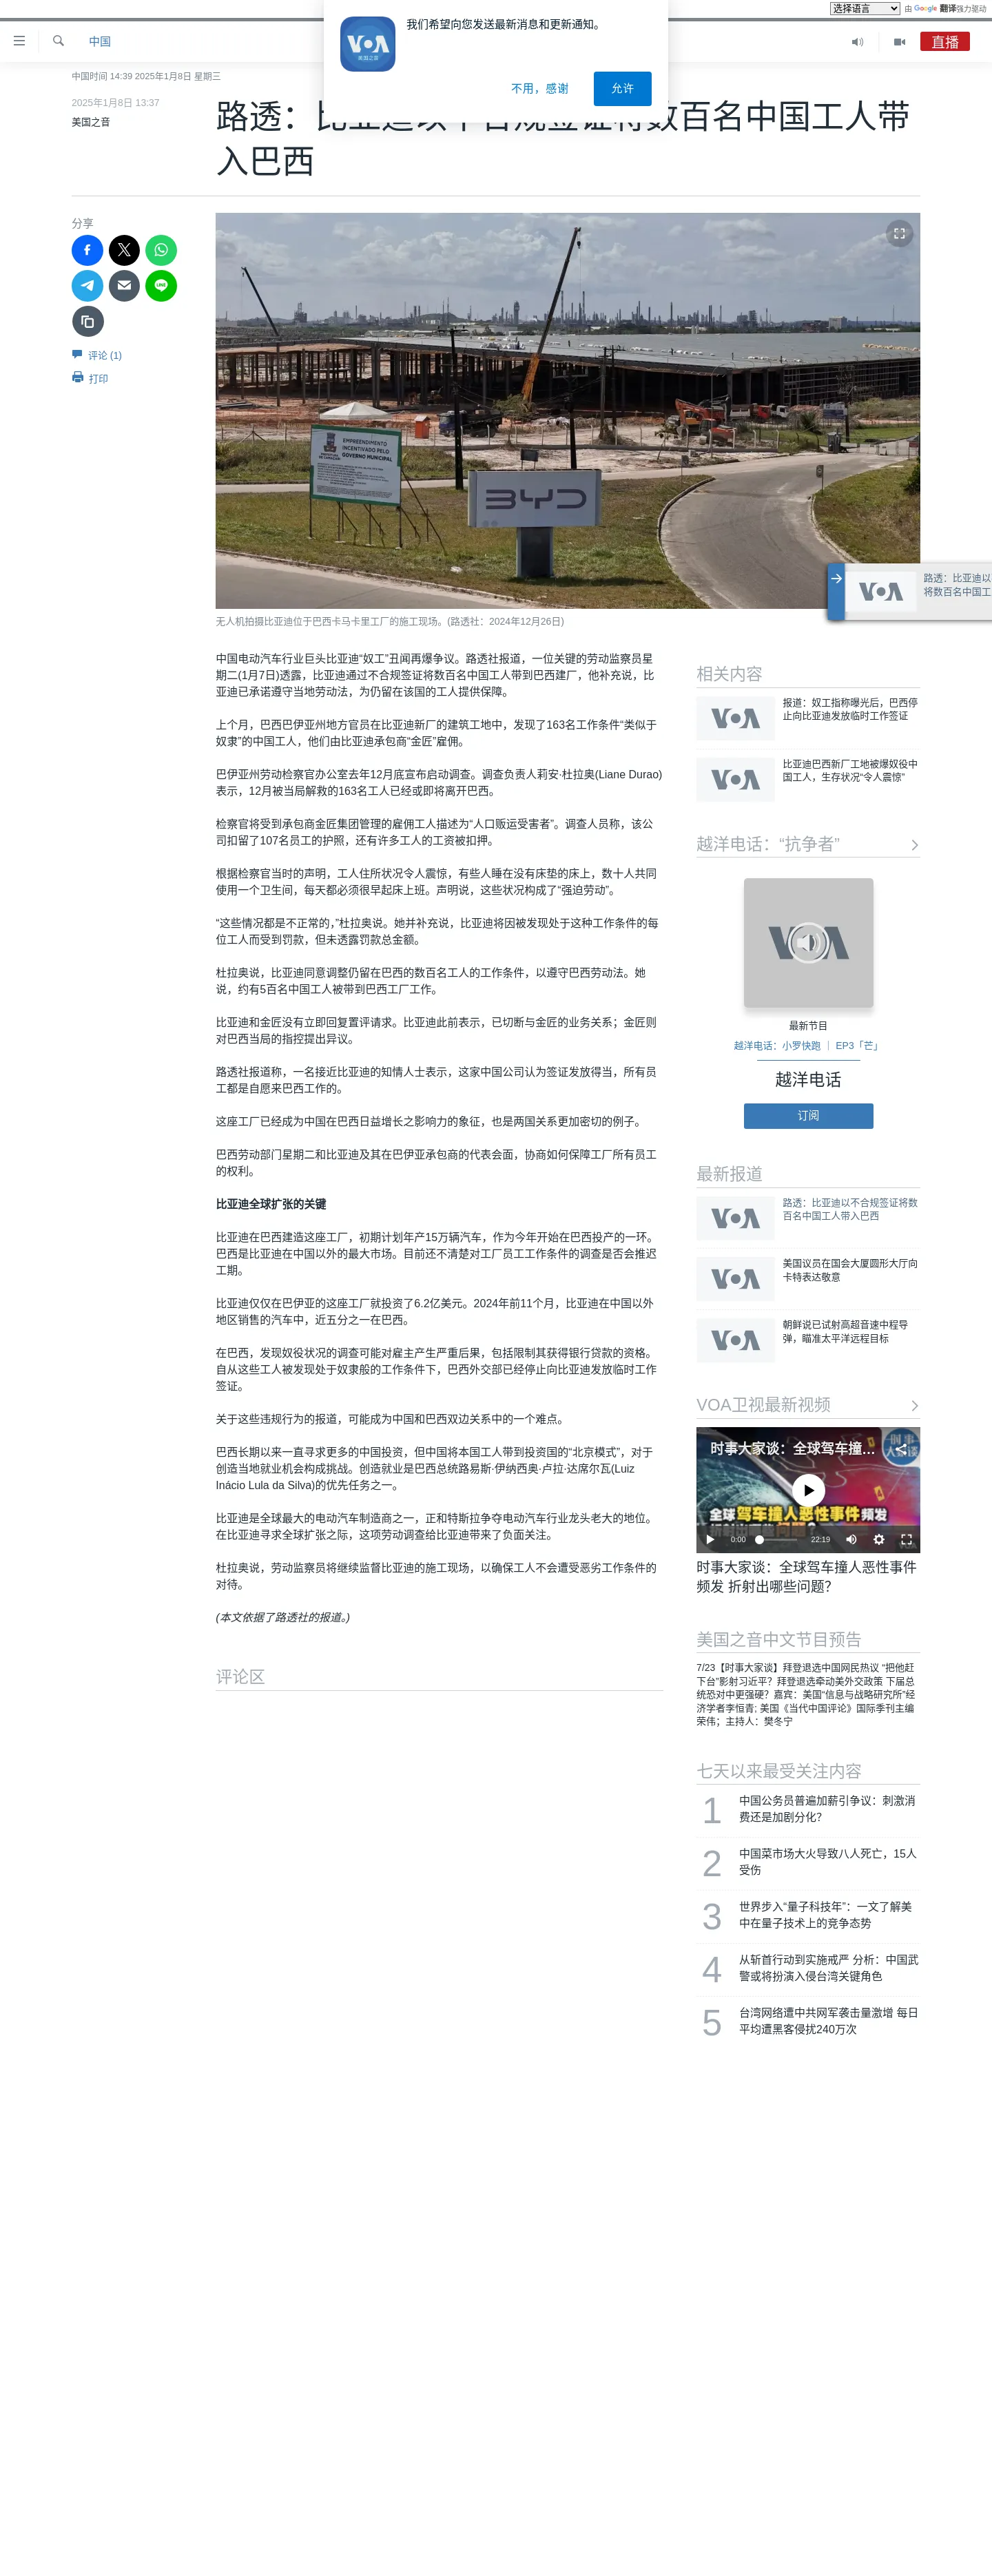 选择语言
由 Google 翻译强力驱动
我们希望向您发送最新消息和更新通知。
VOA
美国之音
不用，感谢
允许
中国
直播
中国时间 14:39 2025年1月8日 星期三
2025年1月8日 13:37
美国之音
路透：比亚迪以不合规签证将数百名中国工人带
入巴西
分享
评论 (1)
打印
EMPREENDIMENTO
INCENTIVADO PELO
GOVERNO MUNICIPAL
BYD
无人机拍摄比亚迪位于巴西卡马卡里工厂的施工现场。(路透社：2024年12月26日)
VOA
路透：比亚迪以
将数百名中国工
中国电动汽车行业巨头比亚迪“奴工”丑闻再爆争议。路透社报道，一位关键的劳动监察员星
期二(1月7日)透露，比亚迪通过不合规签证将数百名中国工人带到巴西建厂，他补充说，比
亚迪已承诺遵守当地劳动法，为仍留在该国的工人提供保障。
上个月，巴西巴伊亚州地方官员在比亚迪新厂的建筑工地中，发现了163名工作条件“类似于
奴隶”的中国工人，他们由比亚迪承包商“金匠”雇佣。
巴伊亚州劳动检察官办公室去年12月底宣布启动调查。调查负责人莉安·杜拉奥(Liane Durao)
表示，12月被当局解救的163名工人已经或即将离开巴西。
检察官将受到承包商金匠集团管理的雇佣工人描述为“人口贩运受害者”。调查人员称，该公
司扣留了107名员工的护照，还有许多工人的工资被扣押。
根据检察官当时的声明，工人住所状况令人震惊，有些人睡在没有床垫的床上，数十人共同
使用一个卫生间，每天都必须很早起床上班。声明说，这些状况构成了“强迫劳动”。
“这些情况都是不正常的，”杜拉奥说。她并补充说，比亚迪将因被发现处于这种工作条件的每
位工人而受到罚款，但未透露罚款总金额。
杜拉奥说，比亚迪同意调整仍留在巴西的数百名工人的工作条件，以遵守巴西劳动法。她
说，约有5百名中国工人被带到巴西工厂工作。
比亚迪和金匠没有立即回复置评请求。比亚迪此前表示，已切断与金匠的业务关系；金匠则
对巴西当局的指控提出异议。
路透社报道称，一名接近比亚迪的知情人士表示，这家中国公司认为签证发放得当，所有员
工都是自愿来巴西工作的。
这座工厂已经成为中国在巴西日益增长之影响力的象征，也是两国关系更加密切的例子。
巴西劳动部门星期二和比亚迪及其在巴伊亚承包商的代表会面，协商如何保障工厂所有员工
的权利。
比亚迪全球扩张的关键
比亚迪在巴西建造这座工厂，初期计划年产15万辆汽车，作为今年开始在巴西投产的一环。
巴西是比亚迪在中国以外的最大市场。目前还不清楚对工厂员工工作条件的调查是否会推迟
工期。
比亚迪仅仅在巴伊亚的这座工厂就投资了6.2亿美元。2024年前11个月，比亚迪在中国以外
地区销售的汽车中，近五分之一在巴西。
在巴西，发现奴役状况的调查可能对雇主产生严重后果，包括限制其获得银行贷款的资格。
自从这些工人被发现处于奴隶般的工作条件下，巴西外交部已经停止向比亚迪发放临时工作
签证。
关于这些违规行为的报道，可能成为中国和巴西双边关系中的一个难点。
巴西长期以来一直寻求更多的中国投资，但中国将本国工人带到投资国的“北京模式”，对于
创造当地就业机会构成挑战。创造就业是巴西总统路易斯·伊纳西奥·卢拉·达席尔瓦(Luiz
Inácio Lula da Silva)的优先任务之一。
比亚迪是全球最大的电动汽车制造商之一，正和特斯拉争夺电动汽车行业龙头老大的地位。
在比亚迪寻求全球扩张之际，这项劳动调查给比亚迪带来了负面关注。
杜拉奥说，劳动监察员将继续监督比亚迪的施工现场，以确保工人不会遭受恶劣工作条件的
对待。
(本文依据了路透社的报道。)
评论区
相关内容
VOA
报道：奴工指称曝光后，巴西停
止向比亚迪发放临时工作签证
VOA
比亚迪巴西新厂工地被爆奴役中
国工人，生存状况“令人震惊”
越洋电话：“抗争者”
VOA
最新节目
越洋电话：小罗快跑 ｜ EP3「芒」
越洋电话
订阅
最新报道
VOA
路透：比亚迪以不合规签证将数
百名中国工人带入巴西
VOA
美国议员在国会大厦圆形大厅向
卡特表达敬意
VOA
朝鲜说已试射高超音速中程导
弹，瞄准太平洋远程目标
VOA卫视最新视频
时事大家谈：全球驾车撞...
时事
大家谈
全球驾车撞人恶性事件频发
0:00
22:19
时事大家谈：全球驾车撞人恶性事件
频发 折射出哪些问题？
美国之音中文节目预告
7/23【时事大家谈】拜登退选中国网民热议 “把他赶
下台”影射习近平？拜登退选牵动美外交政策 下届总
统恐对中更强硬？嘉宾：美国“信息与战略研究所”经
济学者李恒青; 美国《当代中国评论》国际季刊主编
荣伟；主持人：樊冬宁
七天以来最受关注内容
1
中国公务员普遍加薪引争议：刺激消
费还是加剧分化？
2
中国菜市场大火导致八人死亡，15人
受伤
3
世界步入“量子科技年”：一文了解美
中在量子技术上的竞争态势
4
从斩首行动到实施戒严 分析：中国武
警或将扮演入侵台湾关键角色
5
台湾网络遭中共网军袭击量激增 每日
平均遭黑客侵扰240万次